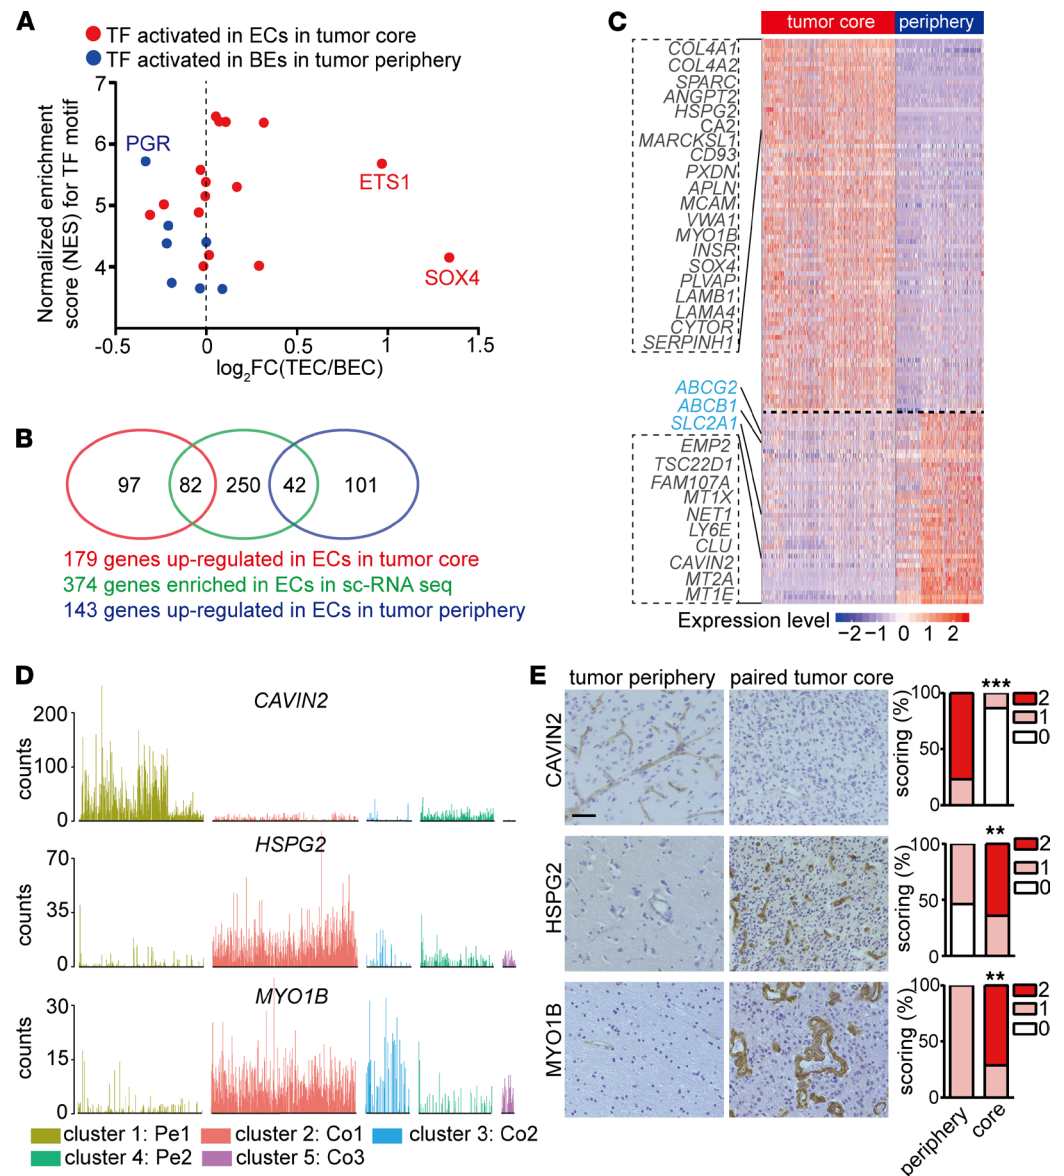 A
TF activated in ECs in tumor core
TF activated in BEs in tumor periphery
Normalized enrichment
score (NES) for TF motif
7
6
5
4
PGR
ETS1
SOX4
-0.5
0
0.5
1.0
1.5
log2FC(TEC/BEC)
B
97
82
250
42
101
179 genes up-regulated in ECs in tumor core
374 genes enriched in ECs in sc-RNA seq
143 genes up-regulated in ECs in tumor periphery
C
tumor core
periphery
COL4A1
COL4A2
SPARC
ANGPT2
HSPG2
CA2
MARCKSL1
CD93
PXDN
APLN
MCAM
VWA1
MYO1B
INSR
SOX4
PLVAP
LAMB1
LAMA4
CYTOR
SERPINH1
ABCG2
ABCB1
SLC2A1
EMP2
TSC22D1
FAM107A
MT1X
NET1
LY6E
CLU
CAVIN2
MT2A
MT1E
Expression level
−2 −1 0 1 2
D
CAVIN2
counts
200
100
0
HSPG2
counts
70
35
0
MYO1B
counts
30
15
0
cluster 1: Pe1
cluster 2: Co1
cluster 3: Co2
cluster 4: Pe2
cluster 5: Co3
E
tumor periphery
paired tumor core
CAVIN2
scoring (%)
100
50
0
***
2
1
0
HSPG2
scoring (%)
100
50
0
**
2
1
0
MYO1B
scoring (%)
100
50
0
**
2
1
0
periphery
core